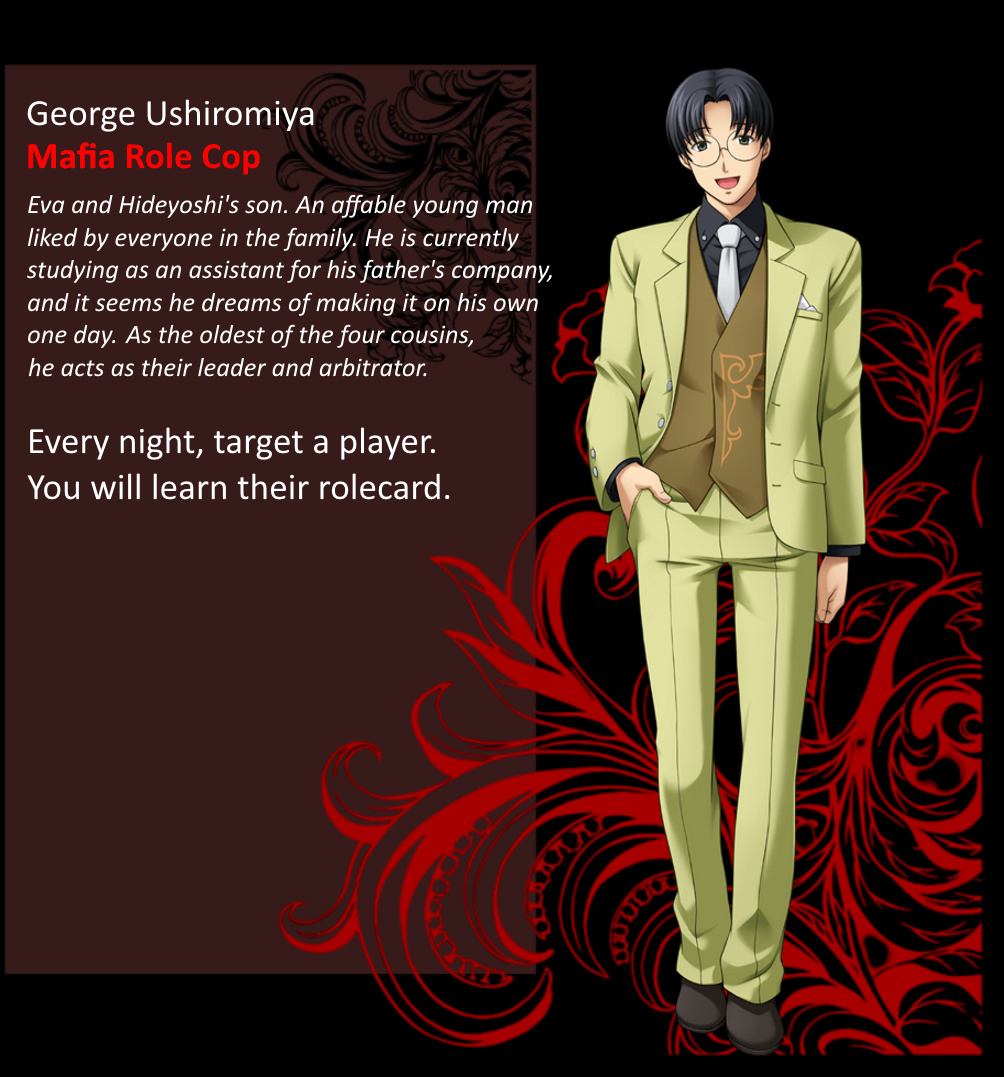 George Ushiromiya
Mafia Role Cop
Eva and Hideyoshi's son. An affable young man
liked by everyone in the family. He is currently
studying as an assistant for his father's company,
and it seems he dreams of making it on his own
one day. As the oldest of the four cousins,
he acts as their leader and arbitrator.
Every night, target a player.
You will learn their rolecard.